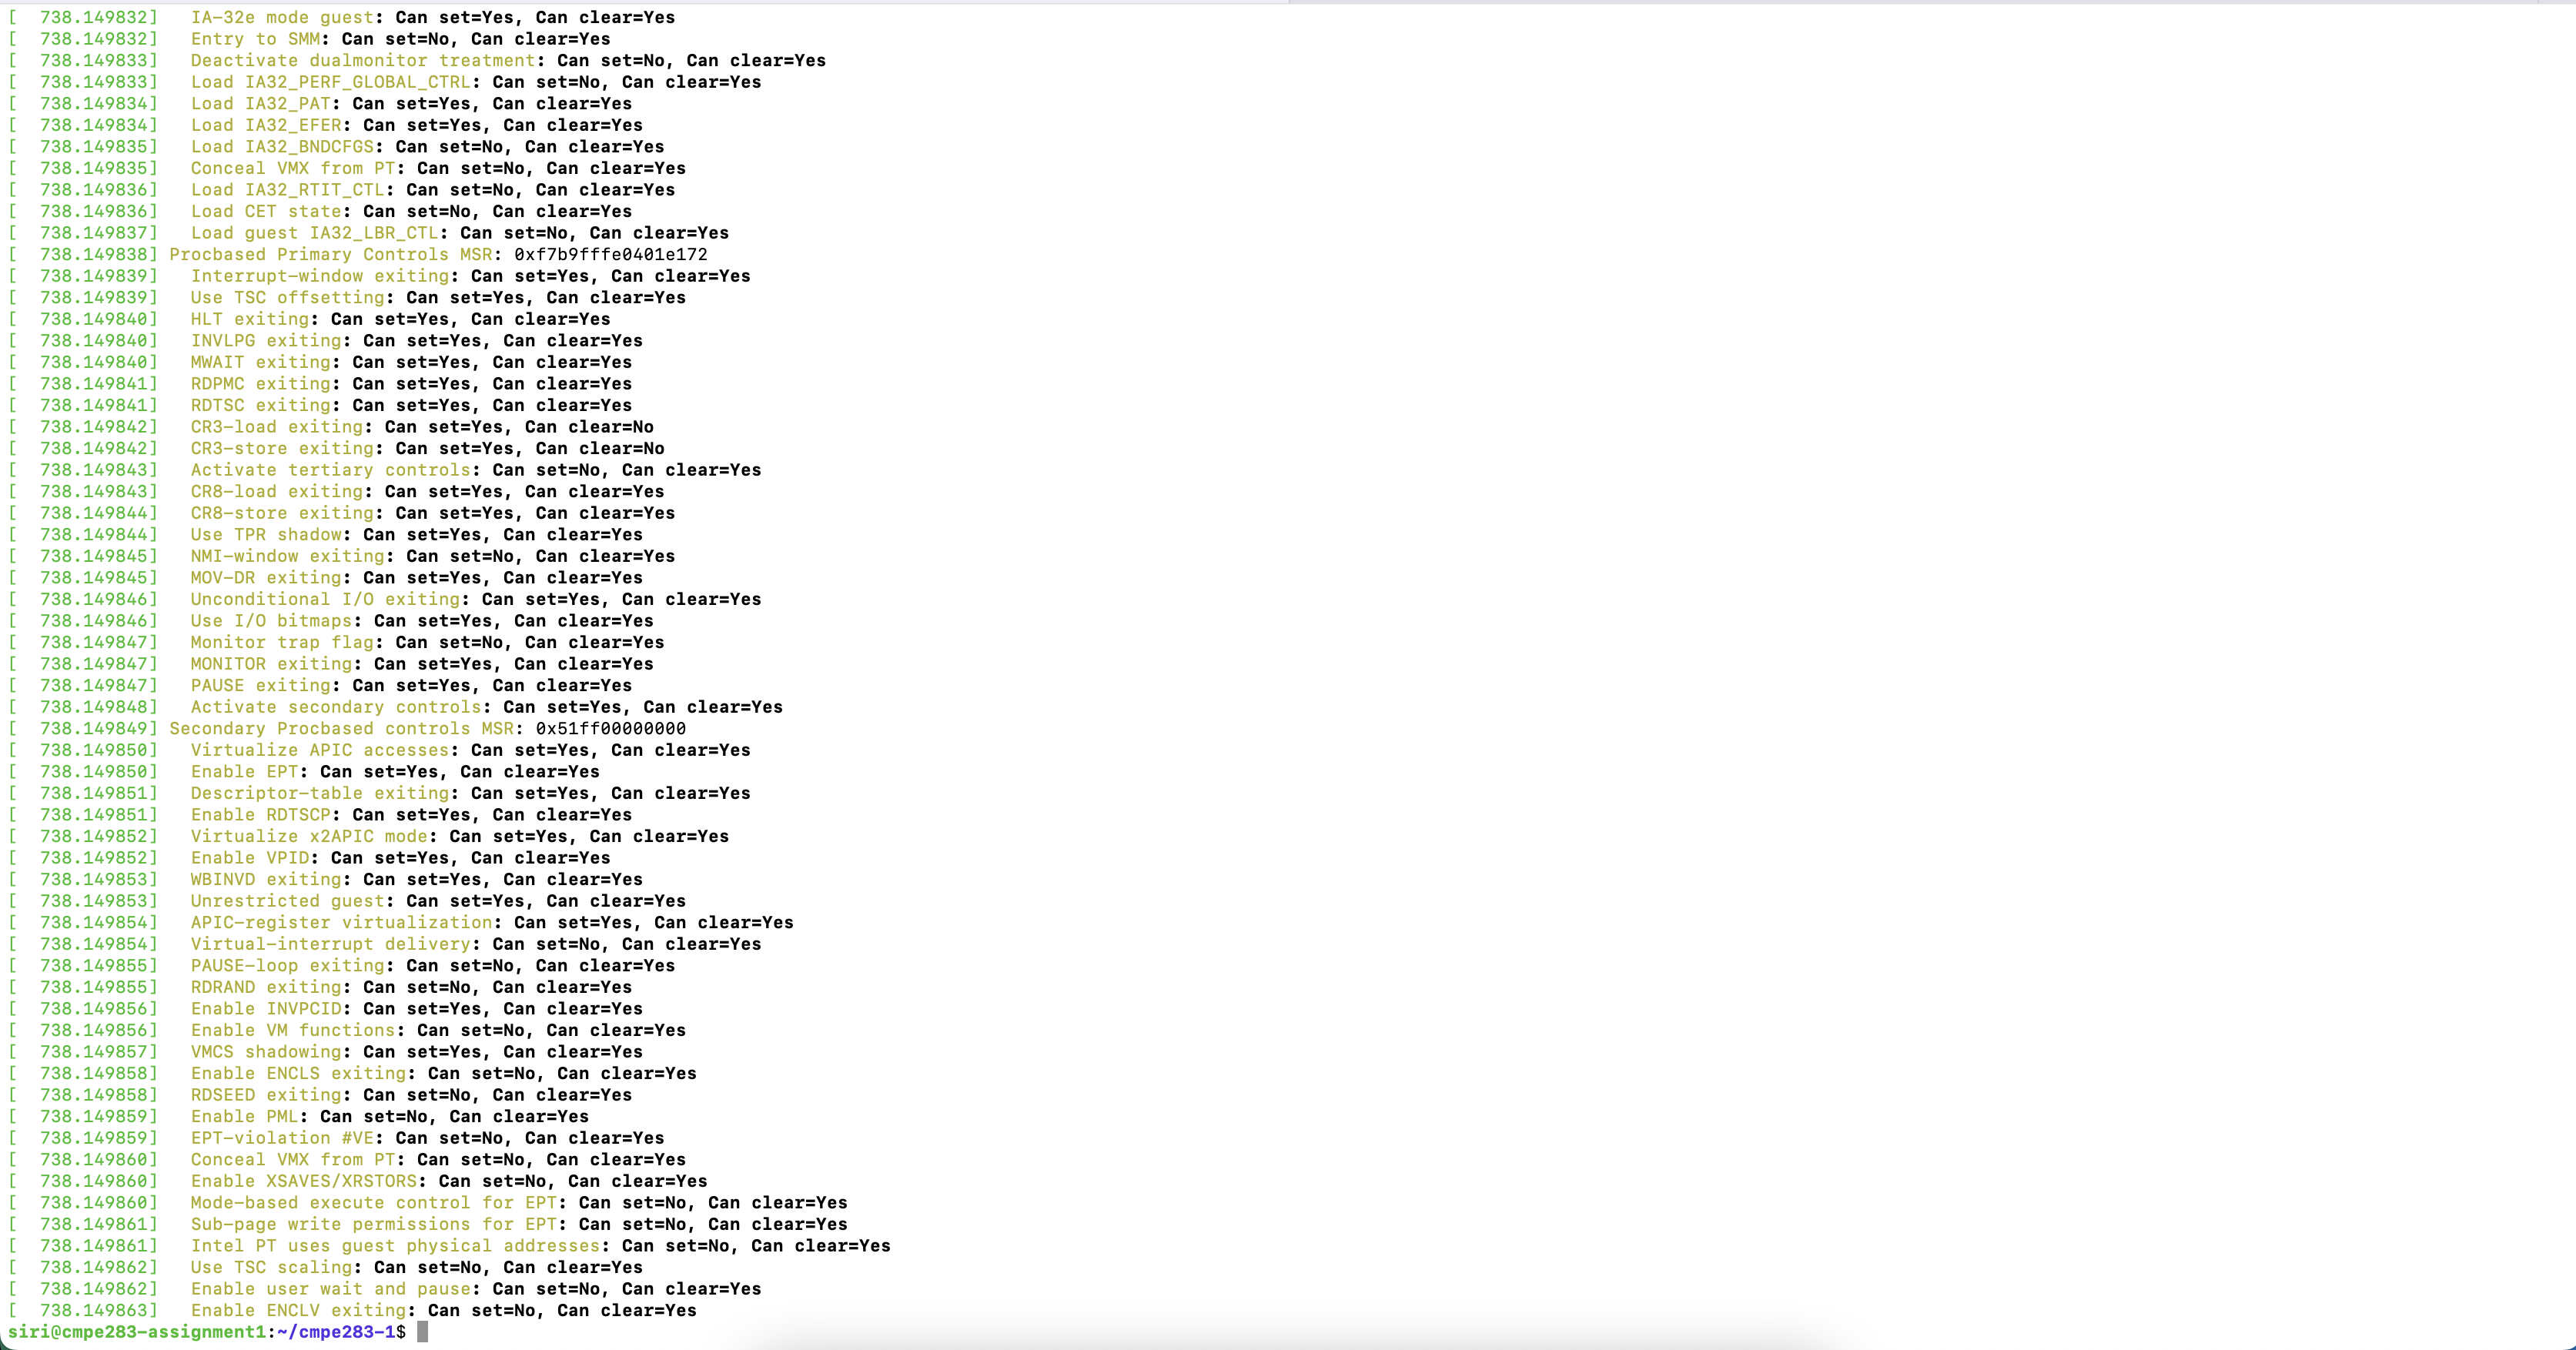 [  738.149832]   IA-32e mode guest: Can set=Yes, Can clear=Yes
[  738.149832]   Entry to SMM: Can set=No, Can clear=Yes
[  738.149833]   Deactivate dualmonitor treatment: Can set=No, Can clear=Yes
[  738.149833]   Load IA32_PERF_GLOBAL_CTRL: Can set=No, Can clear=Yes
[  738.149834]   Load IA32_PAT: Can set=Yes, Can clear=Yes
[  738.149834]   Load IA32_EFER: Can set=Yes, Can clear=Yes
[  738.149835]   Load IA32_BNDCFGS: Can set=No, Can clear=Yes
[  738.149835]   Conceal VMX from PT: Can set=No, Can clear=Yes
[  738.149836]   Load IA32_RTIT_CTL: Can set=No, Can clear=Yes
[  738.149836]   Load CET state: Can set=No, Can clear=Yes
[  738.149837]   Load guest IA32_LBR_CTL: Can set=No, Can clear=Yes
[  738.149838] Procbased Primary Controls MSR: 0xf7b9fffe0401e172
[  738.149839]   Interrupt-window exiting: Can set=Yes, Can clear=Yes
[  738.149839]   Use TSC offsetting: Can set=Yes, Can clear=Yes
[  738.149840]   HLT exiting: Can set=Yes, Can clear=Yes
[  738.149840]   INVLPG exiting: Can set=Yes, Can clear=Yes
[  738.149840]   MWAIT exiting: Can set=Yes, Can clear=Yes
[  738.149841]   RDPMC exiting: Can set=Yes, Can clear=Yes
[  738.149841]   RDTSC exiting: Can set=Yes, Can clear=Yes
[  738.149842]   CR3-load exiting: Can set=Yes, Can clear=No
[  738.149842]   CR3-store exiting: Can set=Yes, Can clear=No
[  738.149843]   Activate tertiary controls: Can set=No, Can clear=Yes
[  738.149843]   CR8-load exiting: Can set=Yes, Can clear=Yes
[  738.149844]   CR8-store exiting: Can set=Yes, Can clear=Yes
[  738.149844]   Use TPR shadow: Can set=Yes, Can clear=Yes
[  738.149845]   NMI-window exiting: Can set=No, Can clear=Yes
[  738.149845]   MOV-DR exiting: Can set=Yes, Can clear=Yes
[  738.149846]   Unconditional I/O exiting: Can set=Yes, Can clear=Yes
[  738.149846]   Use I/O bitmaps: Can set=Yes, Can clear=Yes
[  738.149847]   Monitor trap flag: Can set=No, Can clear=Yes
[  738.149847]   MONITOR exiting: Can set=Yes, Can clear=Yes
[  738.149847]   PAUSE exiting: Can set=Yes, Can clear=Yes
[  738.149848]   Activate secondary controls: Can set=Yes, Can clear=Yes
[  738.149849] Secondary Procbased controls MSR: 0x51ff00000000
[  738.149850]   Virtualize APIC accesses: Can set=Yes, Can clear=Yes
[  738.149850]   Enable EPT: Can set=Yes, Can clear=Yes
[  738.149851]   Descriptor-table exiting: Can set=Yes, Can clear=Yes
[  738.149851]   Enable RDTSCP: Can set=Yes, Can clear=Yes
[  738.149852]   Virtualize x2APIC mode: Can set=Yes, Can clear=Yes
[  738.149852]   Enable VPID: Can set=Yes, Can clear=Yes
[  738.149853]   WBINVD exiting: Can set=Yes, Can clear=Yes
[  738.149853]   Unrestricted guest: Can set=Yes, Can clear=Yes
[  738.149854]   APIC-register virtualization: Can set=Yes, Can clear=Yes
[  738.149854]   Virtual-interrupt delivery: Can set=No, Can clear=Yes
[  738.149855]   PAUSE-loop exiting: Can set=No, Can clear=Yes
[  738.149855]   RDRAND exiting: Can set=No, Can clear=Yes
[  738.149856]   Enable INVPCID: Can set=Yes, Can clear=Yes
[  738.149856]   Enable VM functions: Can set=No, Can clear=Yes
[  738.149857]   VMCS shadowing: Can set=Yes, Can clear=Yes
[  738.149858]   Enable ENCLS exiting: Can set=No, Can clear=Yes
[  738.149858]   RDSEED exiting: Can set=No, Can clear=Yes
[  738.149859]   Enable PML: Can set=No, Can clear=Yes
[  738.149859]   EPT-violation #VE: Can set=No, Can clear=Yes
[  738.149860]   Conceal VMX from PT: Can set=No, Can clear=Yes
[  738.149860]   Enable XSAVES/XRSTORS: Can set=No, Can clear=Yes
[  738.149860]   Mode-based execute control for EPT: Can set=No, Can clear=Yes
[  738.149861]   Sub-page write permissions for EPT: Can set=No, Can clear=Yes
[  738.149861]   Intel PT uses guest physical addresses: Can set=No, Can clear=Yes
[  738.149862]   Use TSC scaling: Can set=No, Can clear=Yes
[  738.149862]   Enable user wait and pause: Can set=No, Can clear=Yes
[  738.149863]   Enable ENCLV exiting: Can set=No, Can clear=Yes
siri@cmpe283-assignment1:~/cmpe283-1$